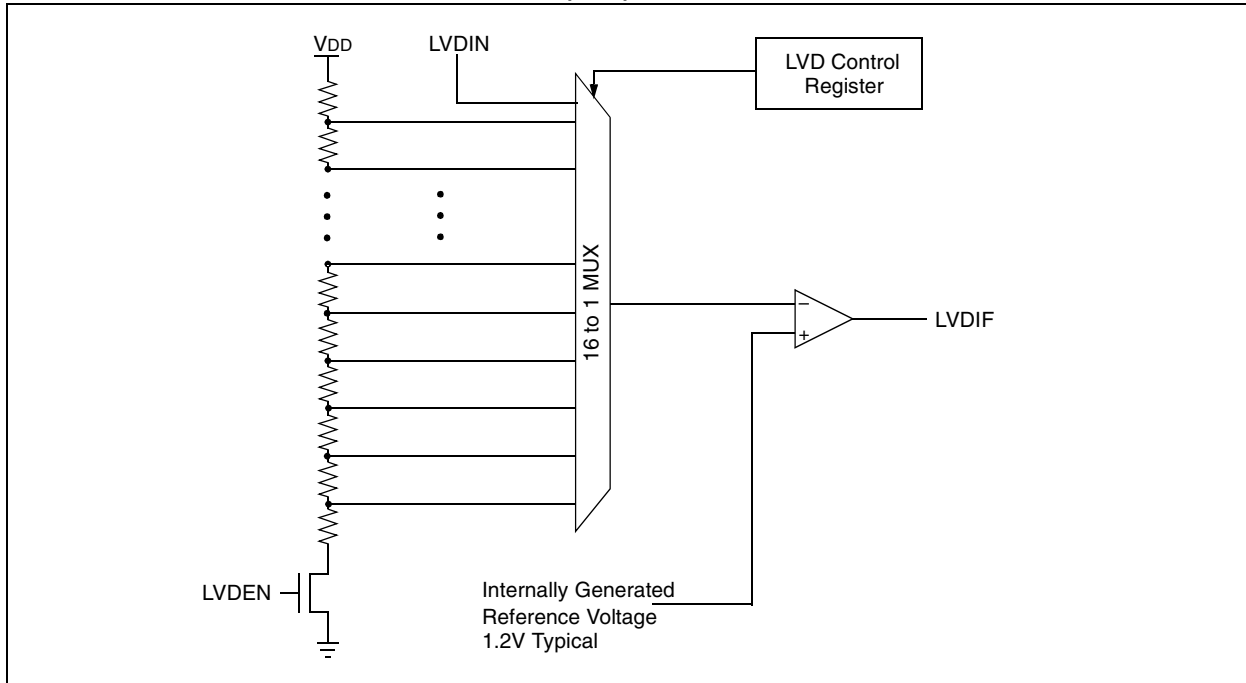 VDD
LVDIN
LVD Control
Register
16 to 1 MUX
−
+
LVDIF
LVDEN
Internally Generated
Reference Voltage
1.2V Typical